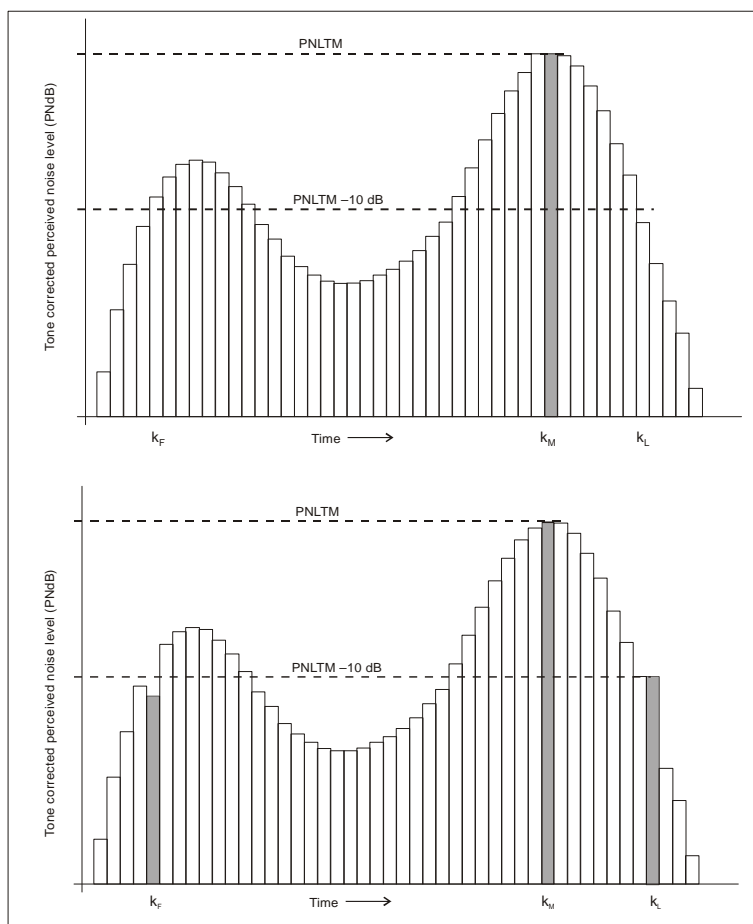 PNLTM
PNLTM –10 dB
Tone corrected perceived noise level (PNdB)
kF Time kM kL
PNLTM
PNLTM –10 dB
Tone corrected perceived noise level (PNdB)
kF Time kM kL